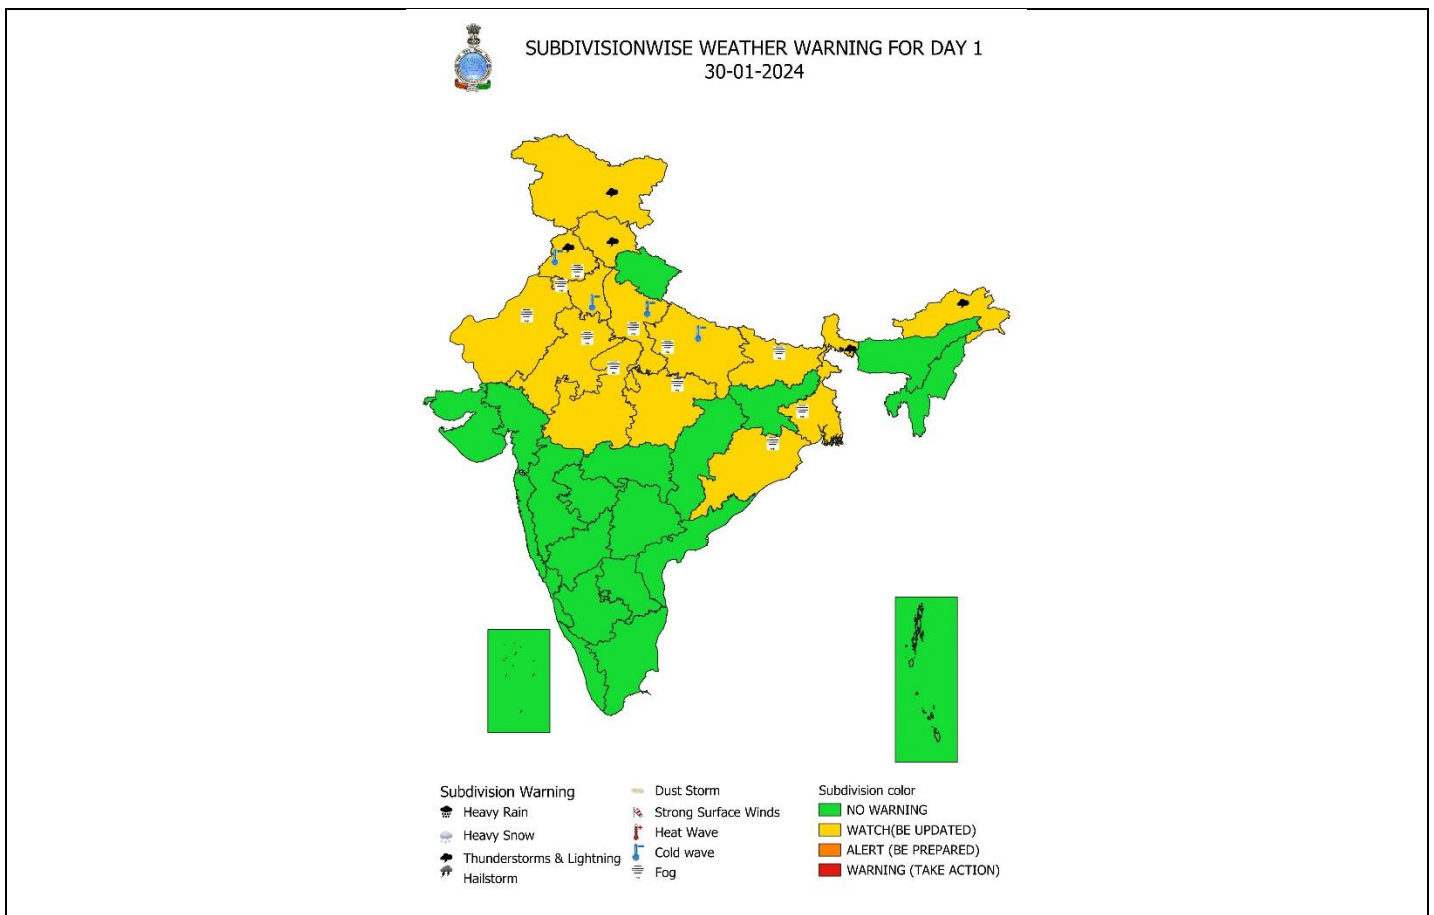 SUBDIVISIONWISE WEATHER WARNING FOR DAY 1
30-01-2024
Subdivision Warning
Heavy Rain
Heavy Snow
Thunderstorms & Lightning
Hailstorm
Dust Storm
Strong Surface Winds
Heat Wave
Cold wave
Fog
Subdivision color
NO WARNING
WATCH(BE UPDATED)
ALERT (BE PREPARED)
WARNING (TAKE ACTION)